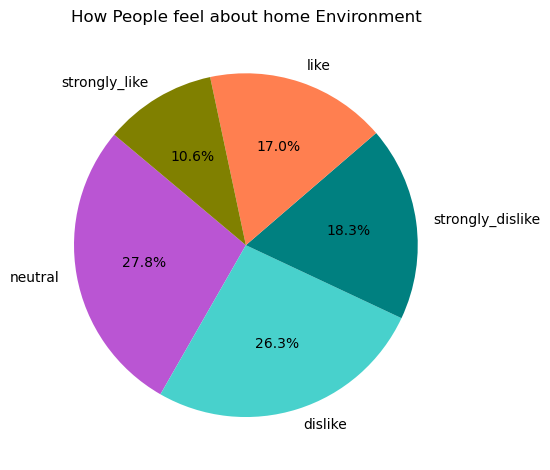 How People feel about home Environment
like
strongly_like
17.0%
10.6%
strongly_dislike
18.3%
27.8%
neutral
26.3%
dislike